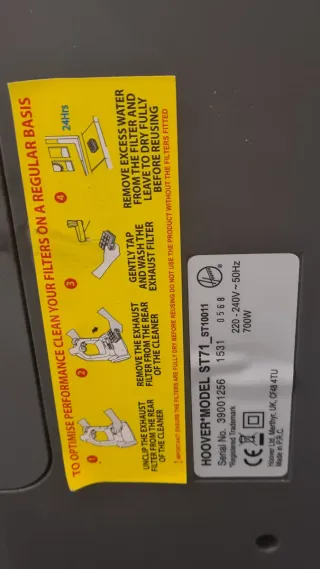 TO OPTIMISE PERFORMANCE CLEAN YOUR FILTERS ON A REGULAR BASIS
1
UNCLIP THE EXHAUST
FILTER FROM THE REAR
OF THE CLEANER
2
REMOVE THE EXHAUST
FILTER FROM THE REAR
OF THE CLEANER
3
GENTLY TAP
AND WASH THE
EXHAUST FILTER
4
24Hrs
REMOVE EXCESS WATER
FROM THE FILTER AND
LEAVE TO DRY FULLY
BEFORE REUSING
! IMPORTANT: ENSURE THE FILTERS ARE FULLY DRY BEFORE REUSING DO NOT USE THE PRODUCT WITHOUT THE FILTERS FITTED
Hoover
HOOVER*MODEL ST71_ST10011
Serial No. 39001256 1531 0568
*Registered Trademark
220 - 240V ~ 50Hz
700W
CE
Hoover Ltd, Merthyr, UK, CF48 4TU
Made in P.R.C.